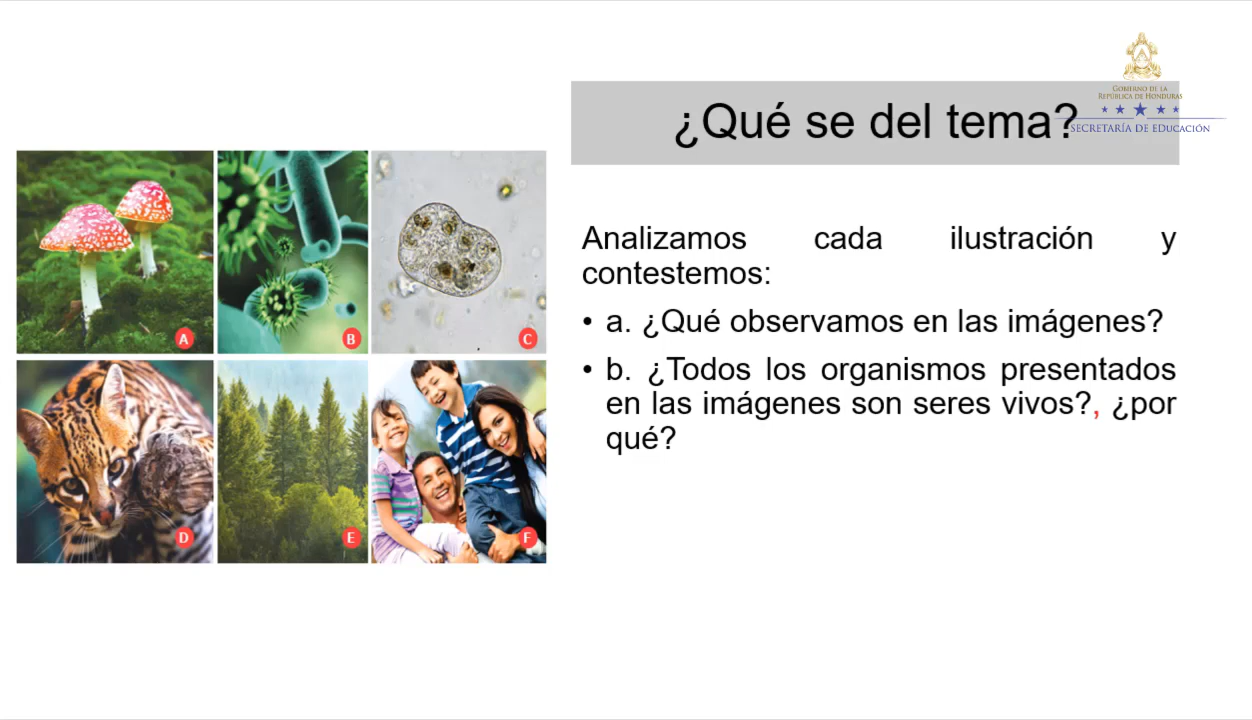 GOBIERNO DE LA
REPÚBLICA DE HONDURAS
SECRETARÍA DE EDUCACIÓN
¿Qué se del tema?
Analizamos cada ilustración y
contestemos:
• a. ¿Qué observamos en las imágenes?
• b. ¿Todos los organismos presentados
en las imágenes son seres vivos?, ¿por
qué?
A
B
C
D
E
F